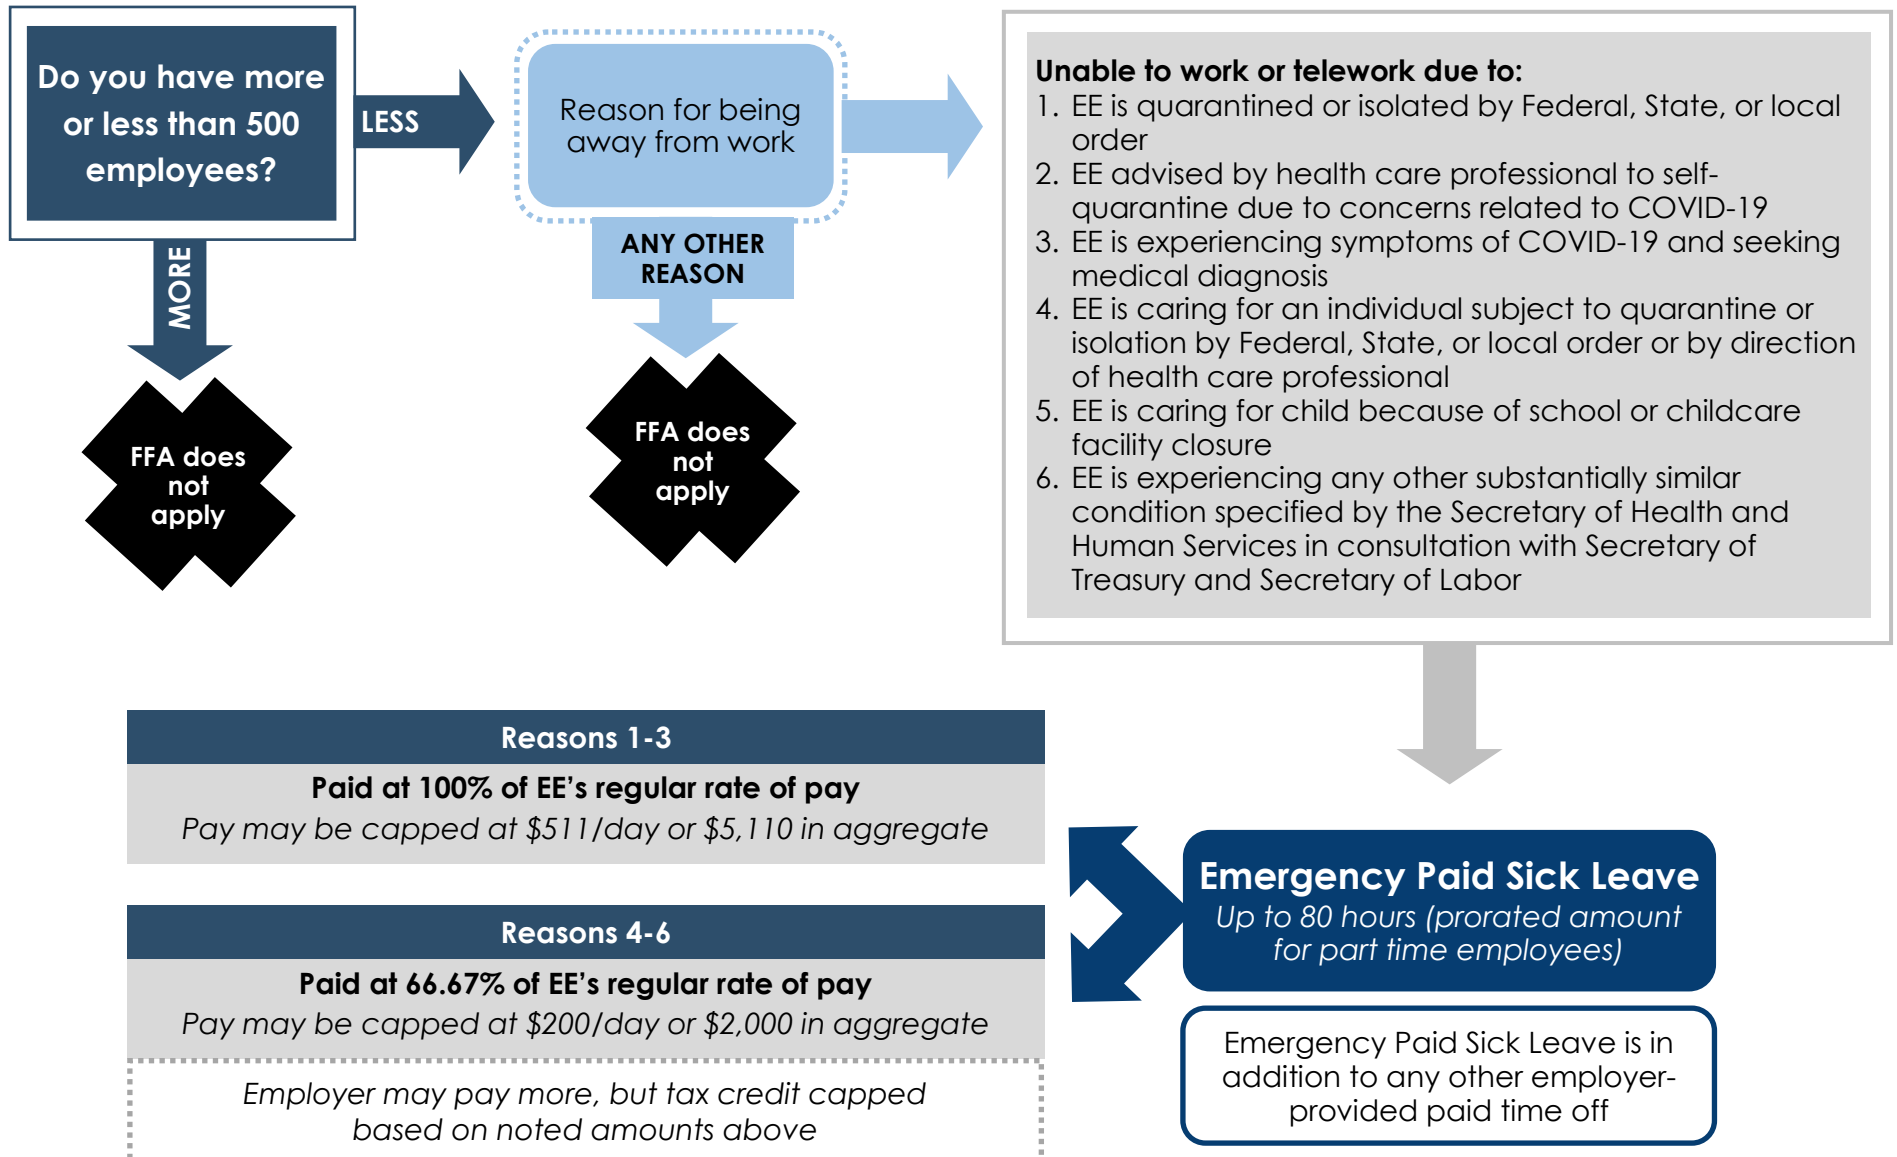 Do you have more
or less than 500
employees?
LESS
MORE
FFA does
not
apply
Reason for being
away from work
ANY OTHER
REASON
FFA does
not
apply
Unable to work or telework due to:
1. EE is quarantined or isolated by Federal, State, or local
order
2. EE advised by health care professional to self-
quarantine due to concerns related to COVID-19
3. EE is experiencing symptoms of COVID-19 and seeking
medical diagnosis
4. EE is caring for an individual subject to quarantine or
isolation by Federal, State, or local order or by direction
of health care professional
5. EE is caring for child because of school or childcare
facility closure
6. EE is experiencing any other substantially similar
condition specified by the Secretary of Health and
Human Services in consultation with Secretary of
Treasury and Secretary of Labor
Emergency Paid Sick Leave
Up to 80 hours (prorated amount
for part time employees)
Emergency Paid Sick Leave is in
addition to any other employer-
provided paid time off
Reasons 1-3
Paid at 100% of EE’s regular rate of pay
Pay may be capped at $511/day or $5,110 in aggregate
Reasons 4-6
Paid at 66.67% of EE’s regular rate of pay
Pay may be capped at $200/day or $2,000 in aggregate
Employer may pay more, but tax credit capped
based on noted amounts above